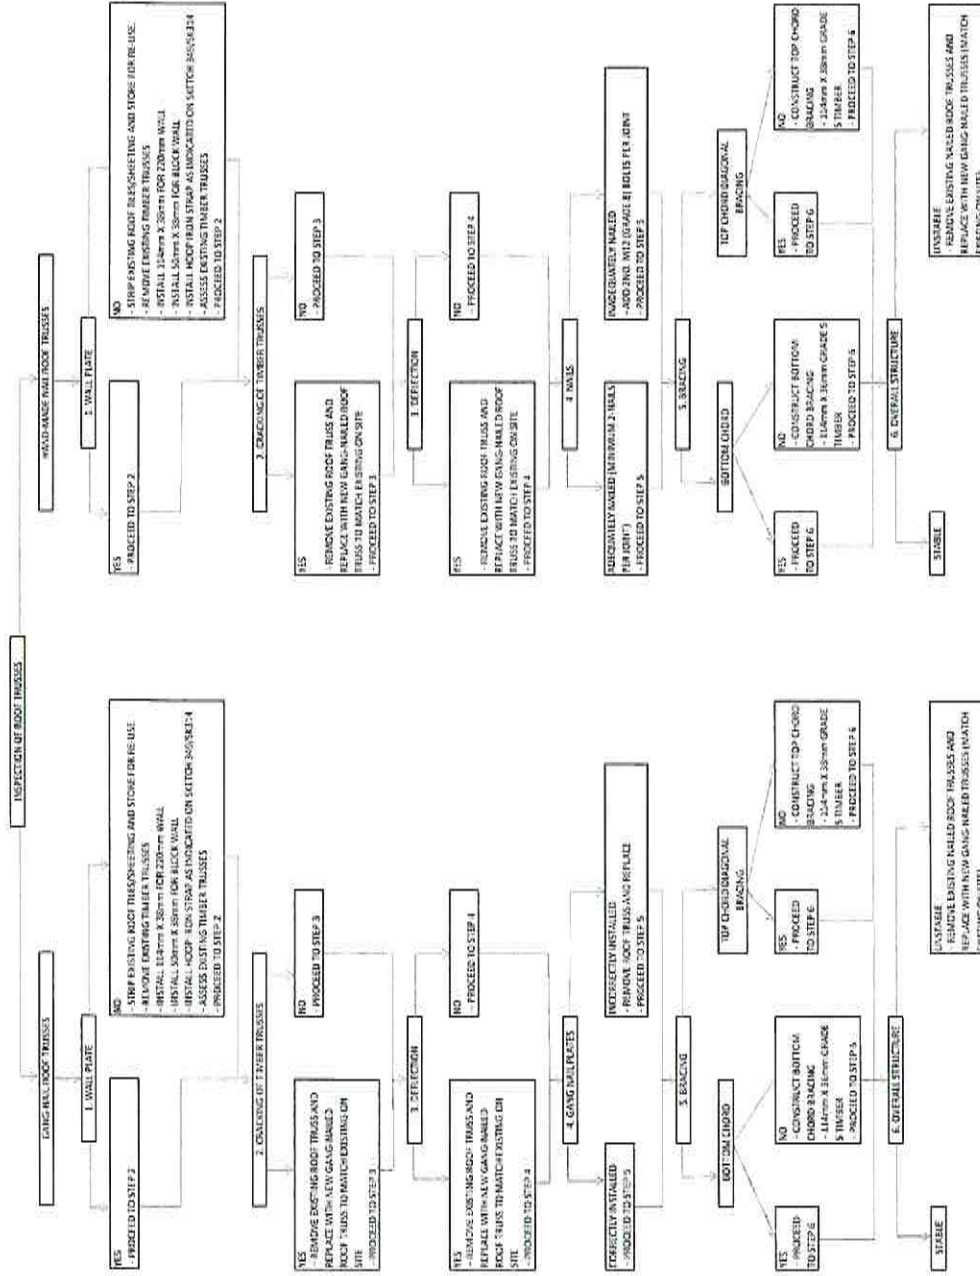 INSPECTION OF ROOF TRUSSES
GANG NAIL ROOF TRUSSES
1. WALL PLATE
YES
- PROCEED TO STEP 2
NO
- STRIP EXISTING ROOF TILES/SHEETING AND STORE FOR RE-USE
- REMOVE EXISTING TIMBER TRUSSES
- INSTALL 114mm X 38mm FOR 220mm WALL
- INSTALL 50mm X 38mm FOR BLOCK WALL
- INSTALL HOOP IRON STRAP AS INDICATED ON SKETCH
- ASSESS EXISTING TIMBER TRUSSES
- PROCEED TO STEP 2
2. CRACKING OF TIMBER TRUSSES
YES
- REMOVE EXISTING ROOF TRUSS AND
REPLACE WITH NEW GANG-NAILED
ROOF TRUSS TO MATCH EXISTING ON
SITE
- PROCEED TO STEP 3
NO
- PROCEED TO STEP 3
3. DEFLECTION
YES
- REMOVE EXISTING ROOF TRUSS AND
REPLACE WITH NEW GANG-NAILED
ROOF TRUSS TO MATCH EXISTING ON
SITE
- PROCEED TO STEP 4
NO
- PROCEED TO STEP 4
4. GANG NAIL PLATES
CORRECTLY INSTALLED
- PROCEED TO STEP 5
INCORRECTLY INSTALLED
- REMOVE ROOF TRUSS AND REPLACE
- PROCEED TO STEP 5
5. BRACING
BOTTOM CHORD
YES
- PROCEED
TO STEP 6
NO
- CONSTRUCT BOTTOM
CHORD BRACING
- 114mm X 36mm GRADE
5 TIMBER
- PROCEED TO STEP 6
TOP CHORD DIAGONAL
BRACING
YES
- PROCEED
TO STEP 6
NO
- CONSTRUCT TOP CHORD
BRACING
- 114mm X 38mm GRADE
5 TIMBER
- PROCEED TO STEP 6
6. OVERALL STRUCTURE
STABLE
UNSTABLE
- REMOVE EXISTING NAILED ROOF TRUSSES AND
REPLACE WITH NEW GANG-NAILED TRUSSES (MATCH
HAND-MADE NAIL ROOF TRUSSES
1. WALL PLATE
YES
- PROCEED TO STEP 2
NO
- STRIP EXISTING ROOF TILES/SHEETING AND STORE FOR RE-USE
- REMOVE EXISTING TIMBER TRUSSES
- INSTALL 114mm X 38mm FOR 220mm WALL
- INSTALL 50mm X 38mm FOR BLOCK WALL
- INSTALL HOOP IRON STRAP AS INDICATED ON SKETCH
- ASSESS EXISTING TIMBER TRUSSES
- PROCEED TO STEP 2
2. CRACKING OF TIMBER TRUSSES
YES
- REMOVE EXISTING ROOF TRUSS AND
REPLACE WITH NEW GANG-NAILED ROOF
TRUSS TO MATCH EXISTING ON SITE
- PROCEED TO STEP 3
NO
- PROCEED TO STEP 3
3. DEFLECTION
YES
- REMOVE EXISTING ROOF TRUSS AND
REPLACE WITH NEW GANG-NAILED ROOF
TRUSS TO MATCH EXISTING ON SITE
- PROCEED TO STEP 4
NO
- PROCEED TO STEP 4
4. NAILS
ADEQUATELY NAILED (MINIMUM 2-NAILS
PER JOINT)
- PROCEED TO STEP 5
INADEQUATELY NAILED
- ADD 2NO. M12 (GRADE 8) BOLTS PER JOINT
- PROCEED TO STEP 5
5. BRACING
BOTTOM CHORD
YES
- PROCEED
TO STEP 6
NO
- CONSTRUCT BOTTOM
CHORD BRACING
- 114mm X 36mm GRADE 5
TIMBER
- PROCEED TO STEP 6
TOP CHORD DIAGONAL
BRACING
YES
- PROCEED
TO STEP 6
NO
- CONSTRUCT TOP CHORD
BRACING
- 114mm X 38mm GRADE
5 TIMBER
- PROCEED TO STEP 6
6. OVERALL STRUCTURE
STABLE
UNSTABLE
- REMOVE EXISTING NAILED ROOF TRUSSES AND
REPLACE WITH NEW GANG-NAILED TRUSSES (MATCH